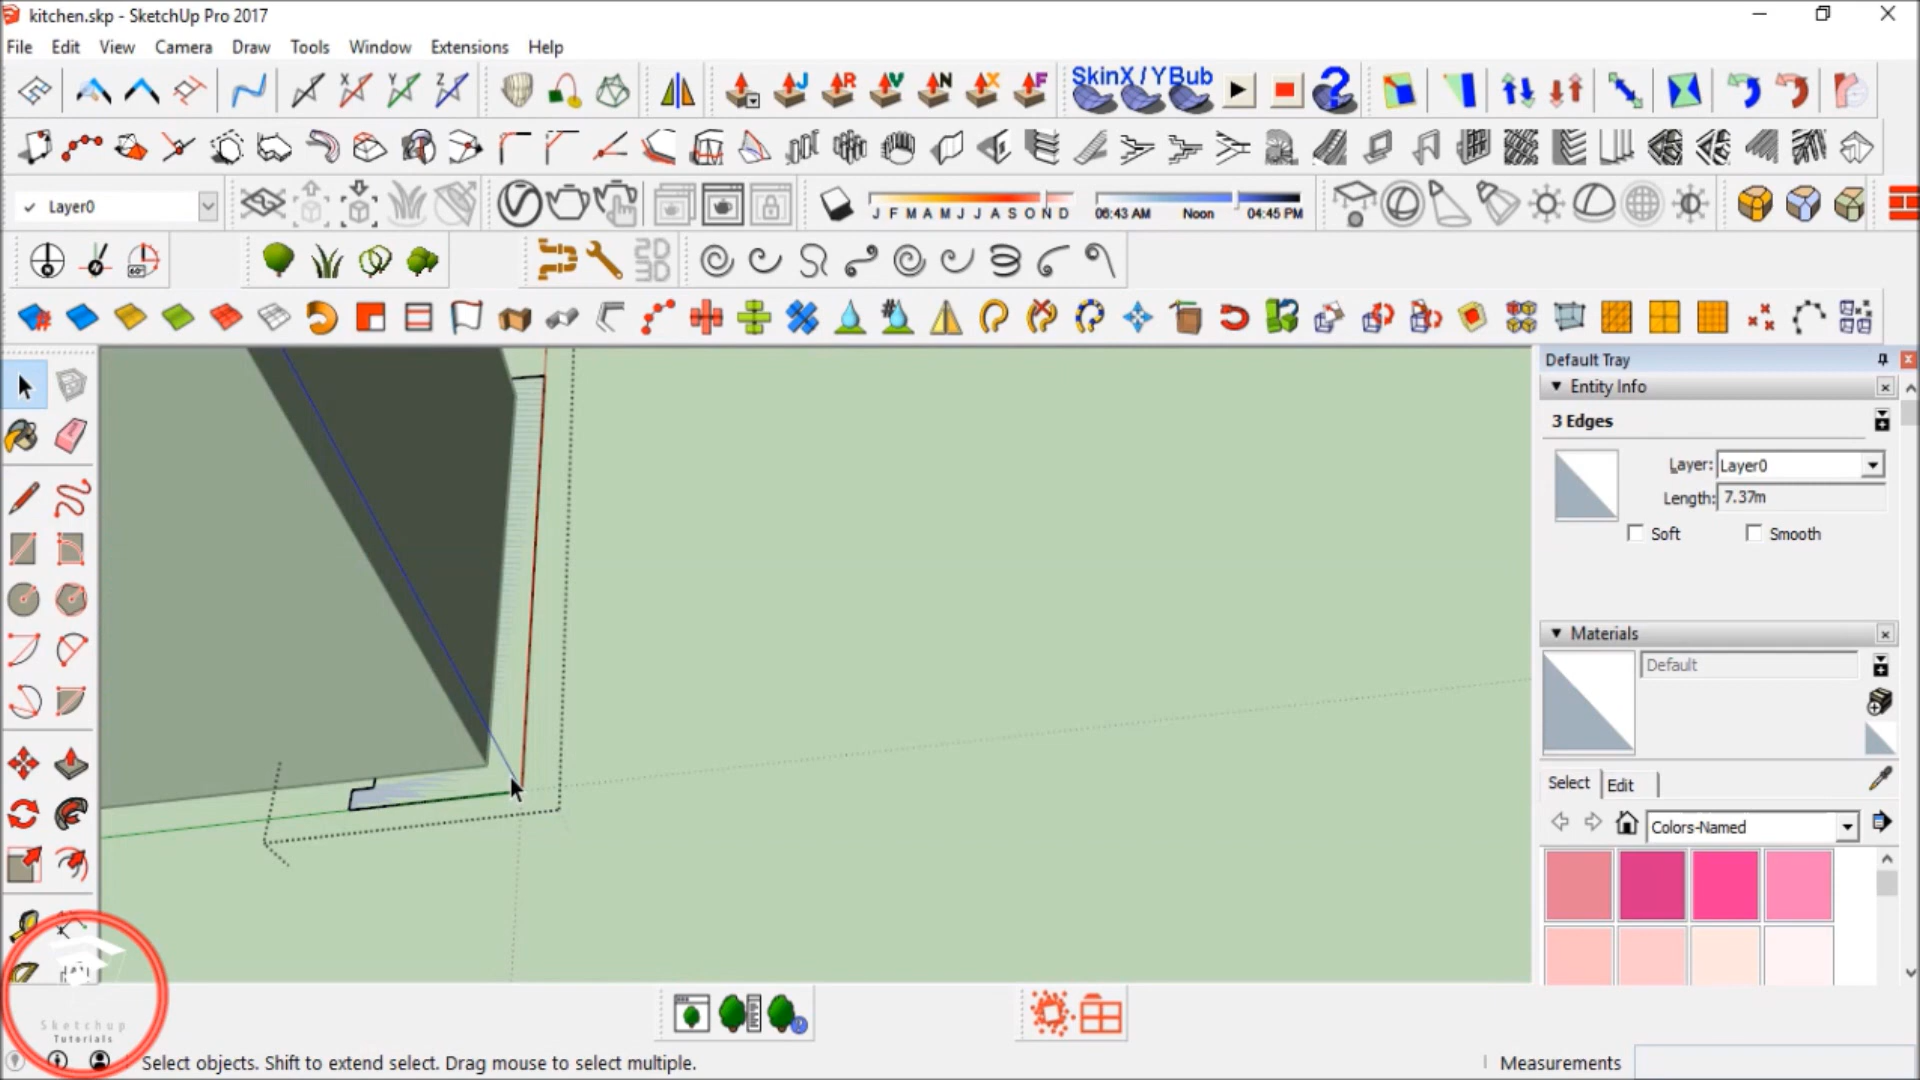 kitchen.skp - SketchUp Pro 2017
File Edit View Camera Draw Tools Window Extensions Help
J R V N X F
SkinX / YBub
X Y Z
Layer0
J F M A M J J A S O N D
06:43 AM Noon 04:45 PM
60°
2D
3D
Default Tray
Entity Info
3 Edges
Layer: Layer0
Length: 7.37m
Soft Smooth
Materials
Default
Select Edit
Colors-Named
Sketchup
Tutorials
Select objects. Shift to extend select. Drag mouse to select multiple.
Measurements